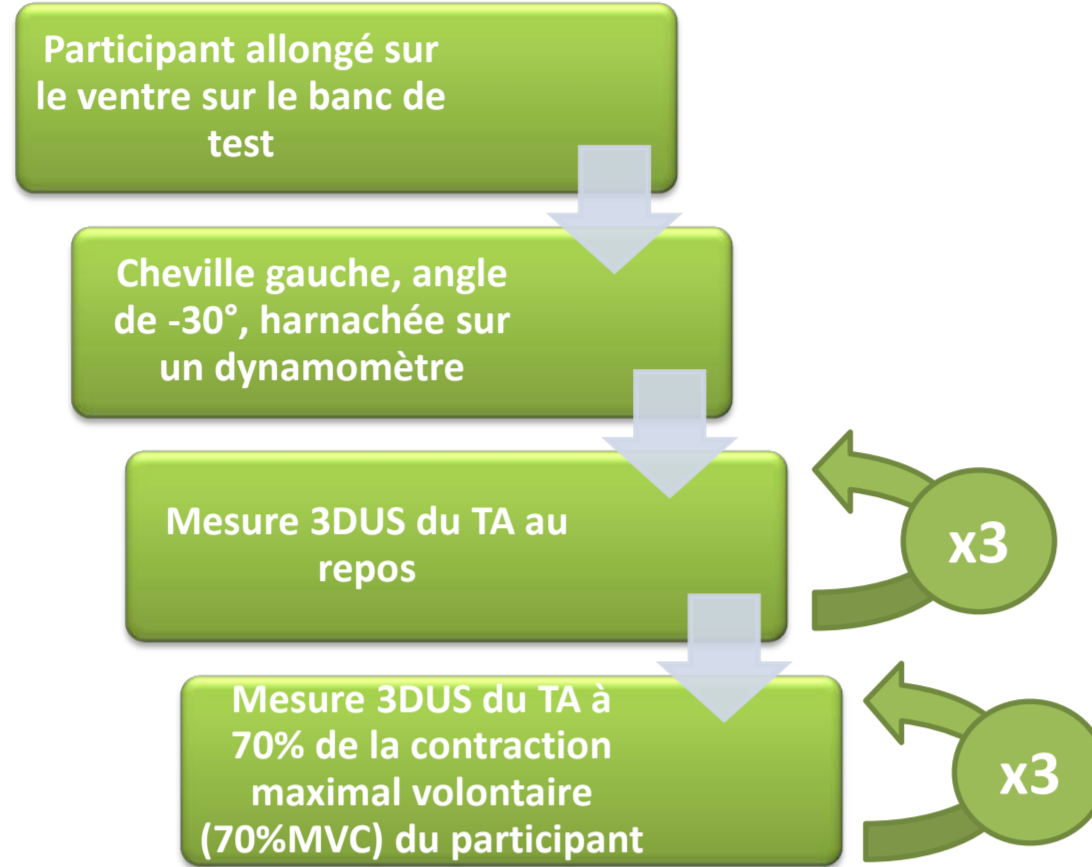 Participant allongé sur
le ventre sur le banc de
test
Cheville gauche, angle
de -30°, harnachée sur
un dynamomètre
Mesure 3DUS du TA au
repos
x3
Mesure 3DUS du TA à
70% de la contraction
maximal volontaire
(70%MVC) du participant
x3